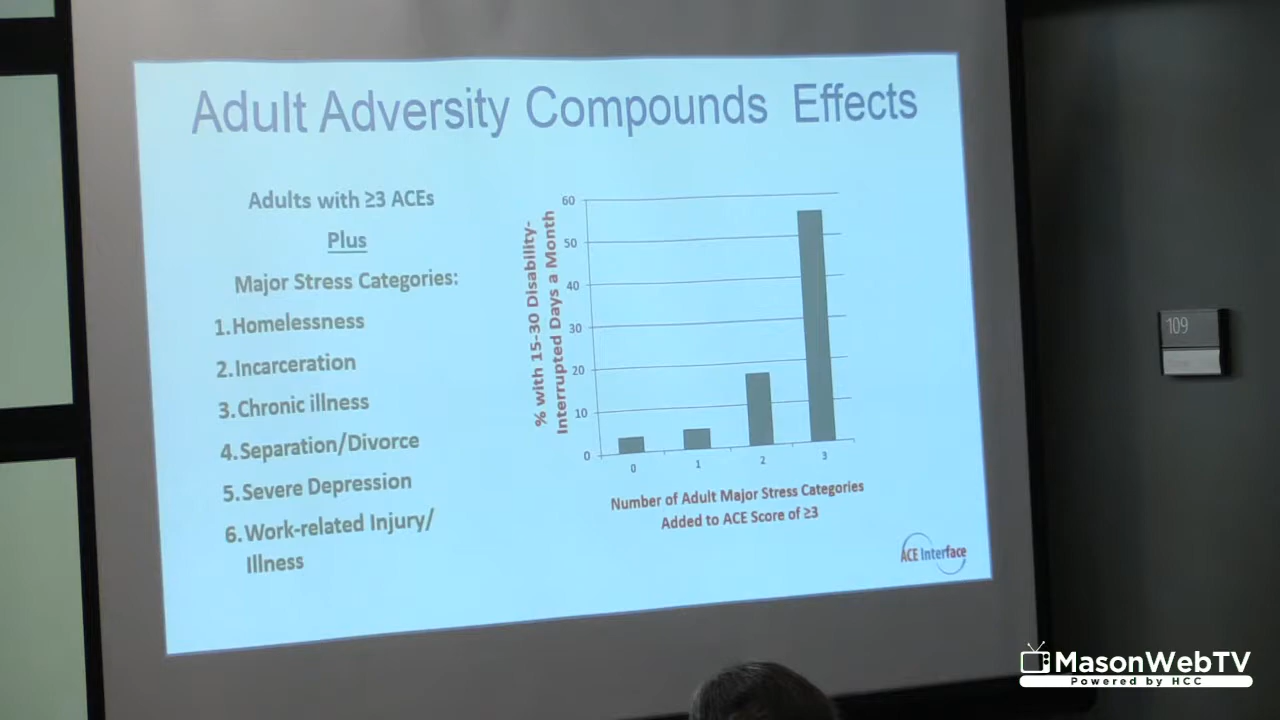 Adult Adversity Compounds Effects
Adults with ≥3 ACEs
Plus
Major Stress Categories:
1.Homelessness
2.Incarceration
3.Chronic illness
4.Separation/Divorce
5.Severe Depression
6.Work-related Injury/
Illness
% with 15-30 Disability-
Interrupted Days a Month
60
50
40
30
20
10
0
0 1 2 3
Number of Adult Major Stress Categories
Added to ACE Score of ≥3
ACE Interface
109
MasonWebTV
Powered by HCC